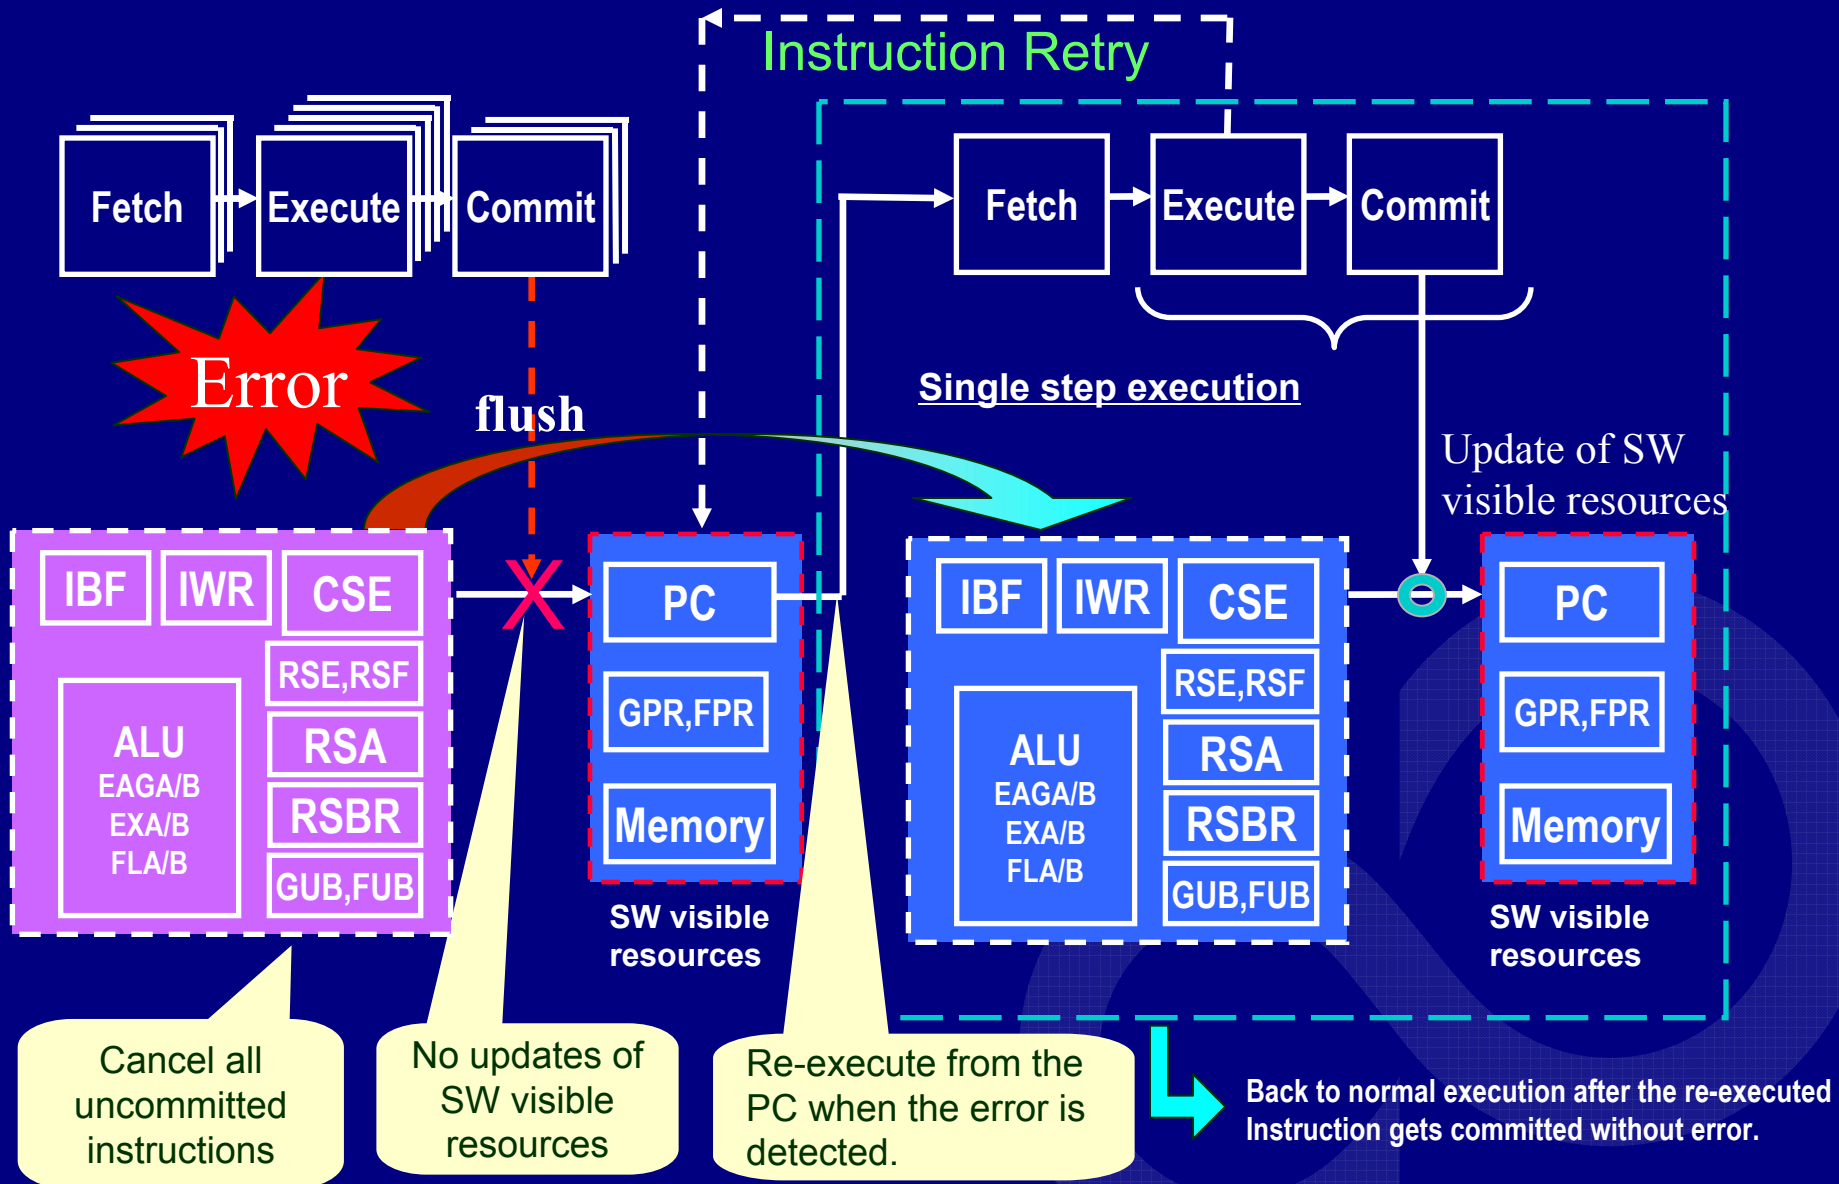 Instruction Retry
Fetch
Execute
Commit
Fetch
Execute
Commit
Error
flush
Single step execution
Update of SW
visible resources
IBF
IWR
CSE
RSE,RSF
RSA
RSBR
GUB,FUB
ALU
EAGA/B
EXA/B
FLA/B
X
PC
GPR,FPR
Memory
SW visible
resources
IBF
IWR
CSE
RSE,RSF
RSA
RSBR
GUB,FUB
ALU
EAGA/B
EXA/B
FLA/B
PC
GPR,FPR
Memory
SW visible
resources
Cancel all
uncommitted
instructions
No updates of
SW visible
resources
Re-execute from the
PC when the error is
detected.
Back to normal execution after the re-executed
Instruction gets committed without error.